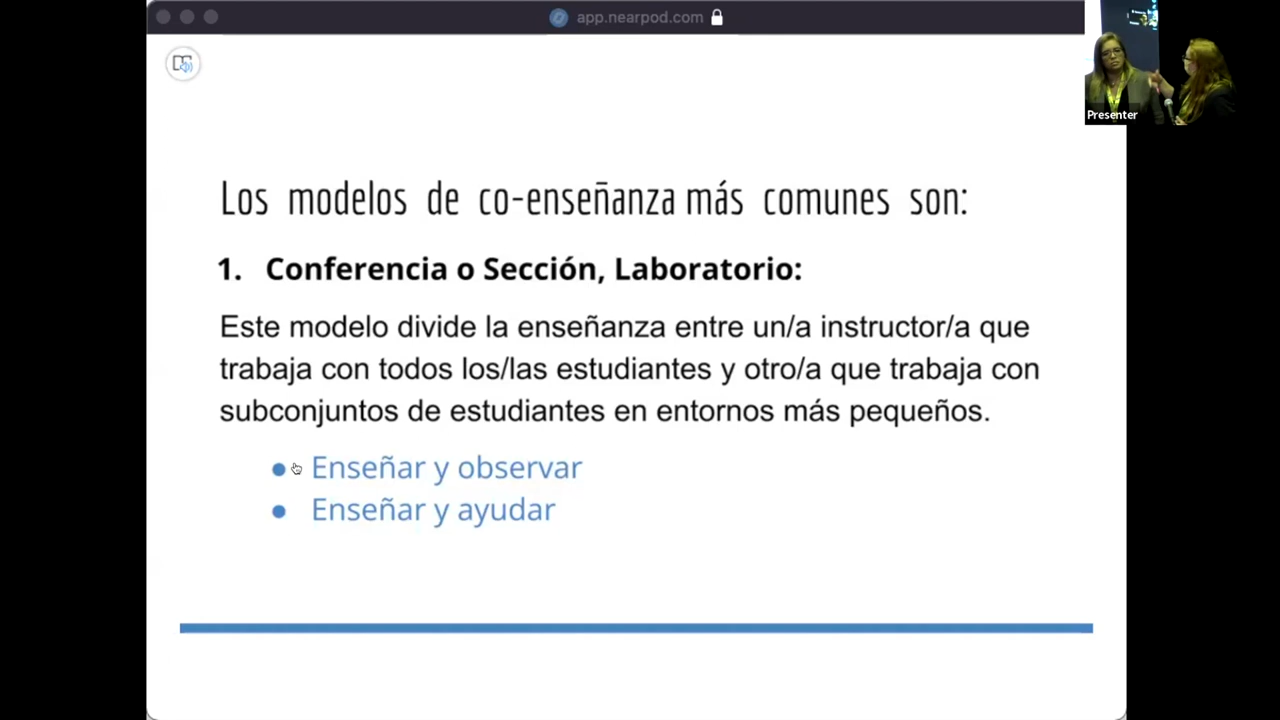 app.nearpod.com
Presenter
Los modelos de co-enseñanza más comunes son:
1. Conferencia o Sección, Laboratorio:
Este modelo divide la enseñanza entre un/a instructor/a que
trabaja con todos los/las estudiantes y otro/a que trabaja con
subconjuntos de estudiantes en entornos más pequeños.
● Enseñar y observar
● Enseñar y ayudar